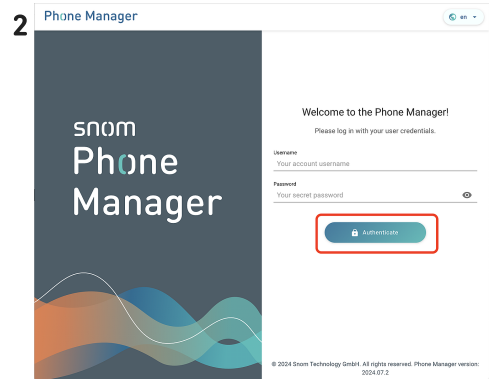 2
Phone Manager
en
snom
Phone
Manager
Welcome to the Phone Manager!
Please log in with your user credentials.
Username
Your account username
Password
Your secret password
Authenticate
© 2024 Snom Technology GmbH. All rights reserved. Phone Manager version:
2024.07.2